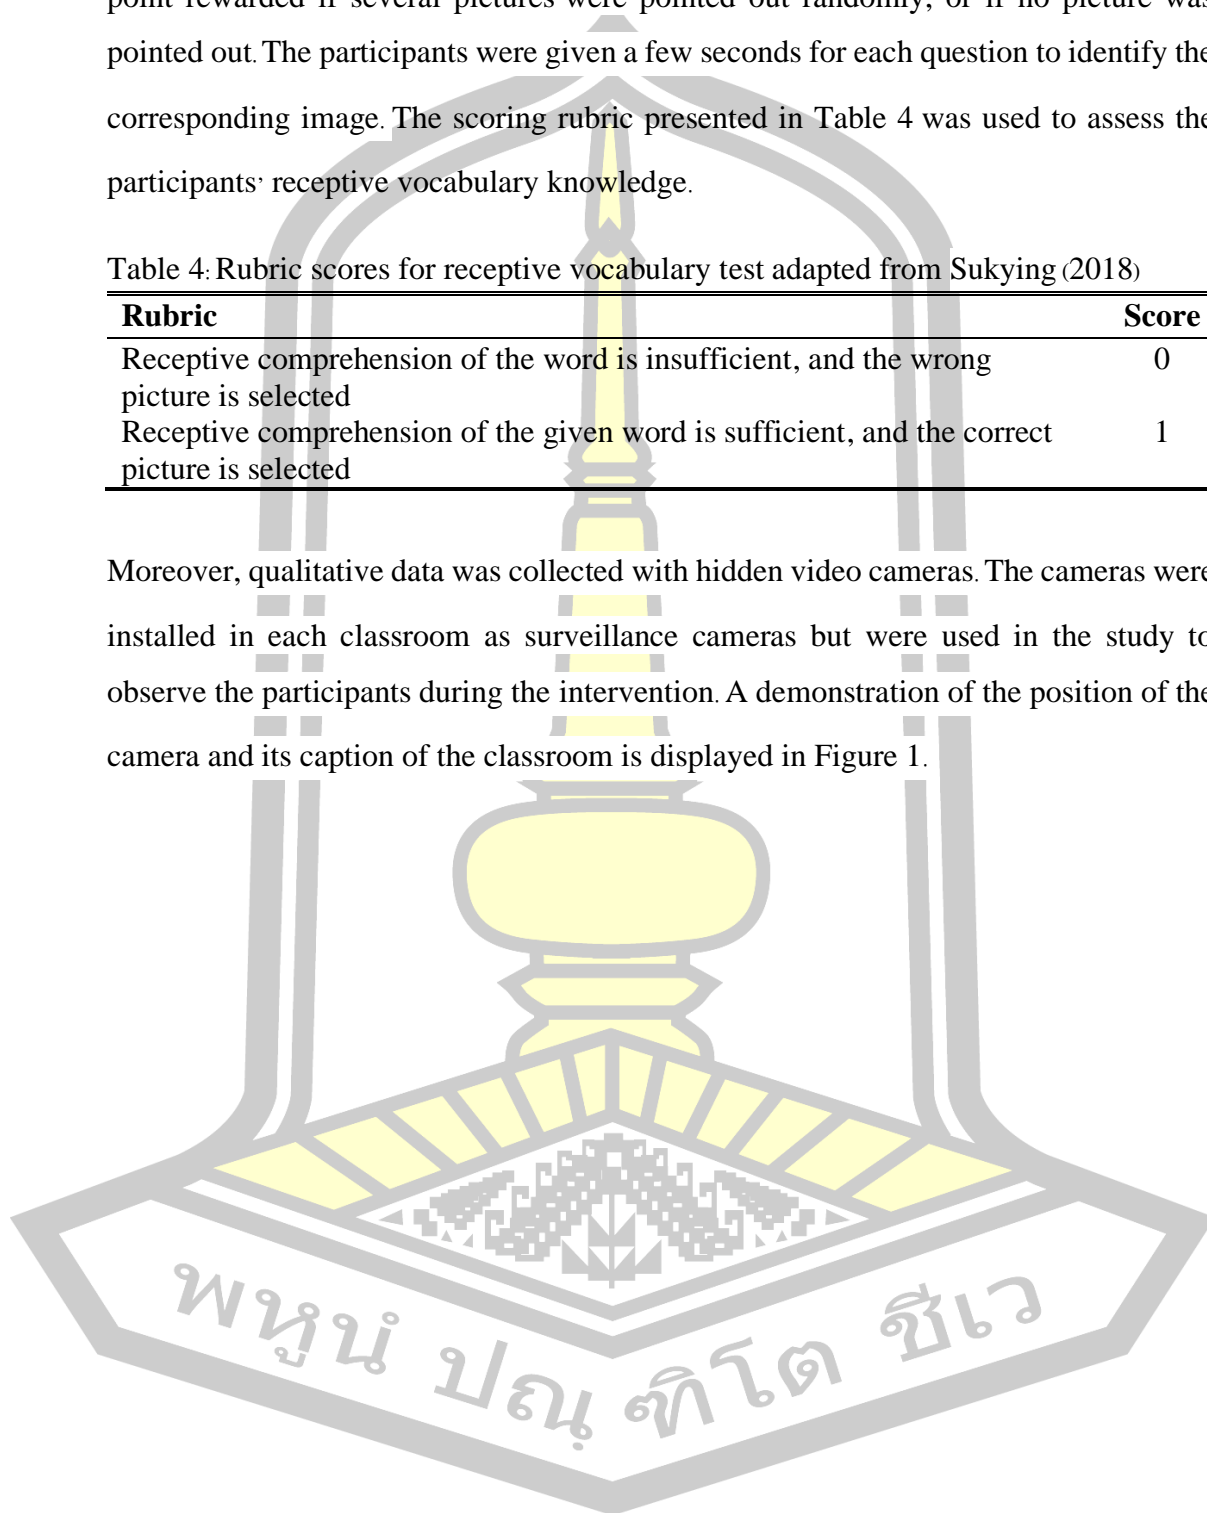 point rewarded if several pictures were pointed out randomly, or if no picture was
pointed out. The participants were given a few seconds for each question to identify the
corresponding image. The scoring rubric presented in Table 4 was used to assess the
participants' receptive vocabulary knowledge.
Table 4: Rubric scores for receptive vocabulary test adapted from Sukying (2018)
Rubric Score
Receptive comprehension of the word is insufficient, and the wrong 0
picture is selected
Receptive comprehension of the given word is sufficient, and the correct 1
picture is selected
Moreover, qualitative data was collected with hidden video cameras. The cameras were
installed in each classroom as surveillance cameras but were used in the study to
observe the participants during the intervention. A demonstration of the position of the
camera and its caption of the classroom is displayed in Figure 1.
พหูนํ ปณฺฑิโต ชีเว